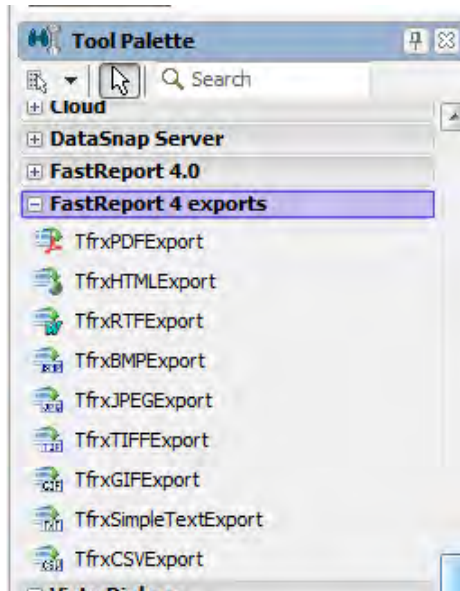 Tool Palette
Search
Cloud
DataSnap Server
FastReport 4.0
FastReport 4 exports
TfrxPDFExport
TfrxHTMLExport
TfrxRTFExport
TfrxBMPExport
TfrxJPEGExport
TfrxTIFFExport
TfrxGIFExport
TfrxSimpleTextExport
TfrxCSVExport